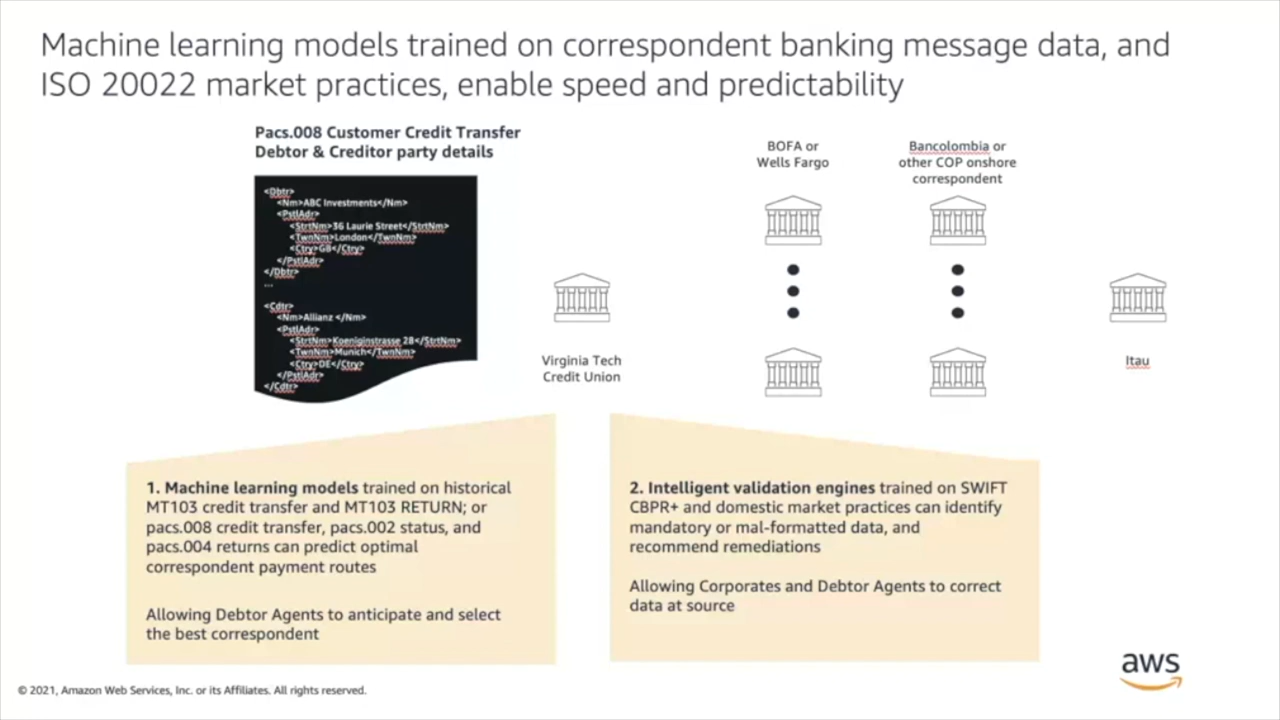 Machine learning models trained on correspondent banking message data, and
ISO 20022 market practices, enable speed and predictability
Pacs.008 Customer Credit Transfer
Debtor & Creditor party details
<Dbtr>
<Nm>ABC Investments</Nm>
<PstlAdr>
<StrtNm>36 Laurie Street</StrtNm>
<TwnNm>London</TwnNm>
<Ctry>GB</Ctry>
</PstlAdr>
</Dbtr>
...
<Cdtr>
<Nm>Allianz </Nm>
<PstlAdr>
<StrtNm>Koeniginstrasse 28</StrtNm>
<TwnNm>Munich</TwnNm>
<Ctry>DE</Ctry>
</PstlAdr>
</Cdtr>
Virginia Tech
Credit Union
BOFA or
Wells Fargo
Bancolombia or
other COP onshore
correspondent
Itau
1. Machine learning models trained on historical
MT103 credit transfer and MT103 RETURN; or
pacs.008 credit transfer, pacs.002 status, and
pacs.004 returns can predict optimal
correspondent payment routes
Allowing Debtor Agents to anticipate and select
the best correspondent
2. Intelligent validation engines trained on SWIFT
CBPR+ and domestic market practices can identify
mandatory or mal-formatted data, and
recommend remediations
Allowing Corporates and Debtor Agents to correct
data at source
aws
© 2021, Amazon Web Services, Inc. or its Affiliates. All rights reserved.